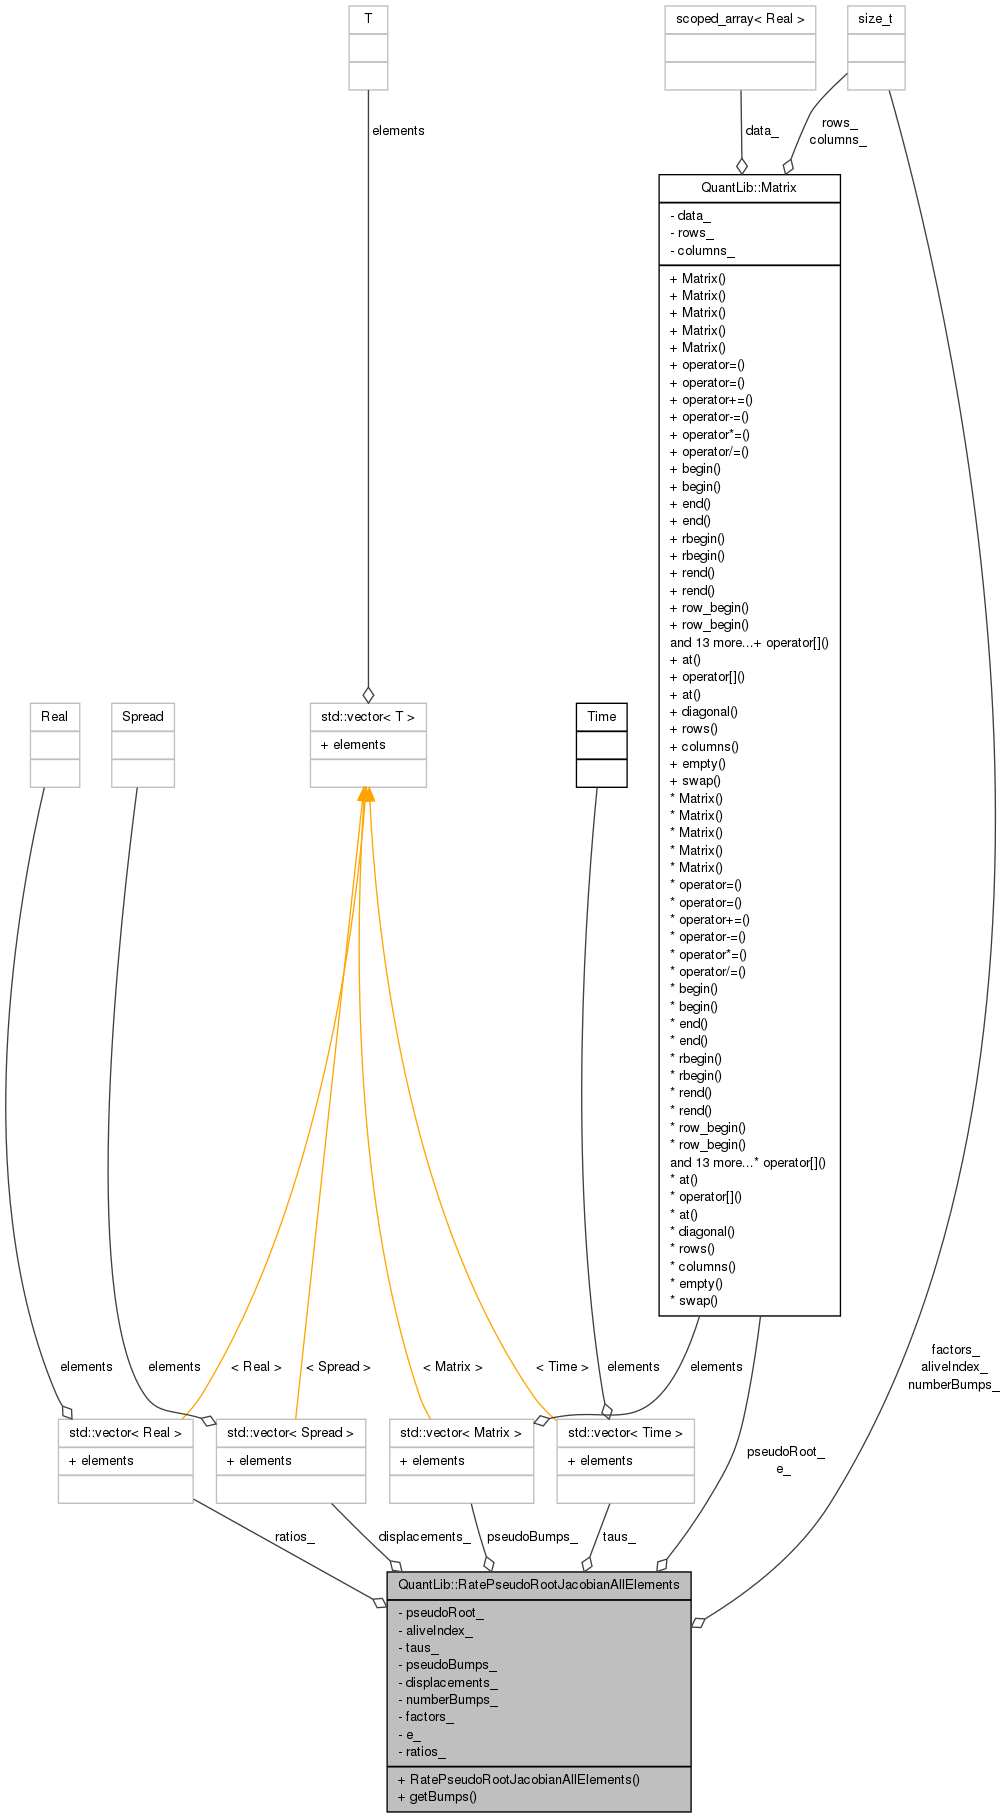 T
scoped_array< Real >
size_t
elements
data_
rows_
columns_
QuantLib::Matrix
- data_
- rows_
- columns_
+ Matrix()
+ Matrix()
+ Matrix()
+ Matrix()
+ Matrix()
+ operator=()
+ operator=()
+ operator+=()
+ operator-=()
+ operator*=()
+ operator/=()
+ begin()
+ begin()
+ end()
+ end()
+ rbegin()
+ rbegin()
+ rend()
+ rend()
+ row_begin()
+ row_begin()
and 13 more...+ operator[]()
+ at()
+ operator[]()
+ at()
+ diagonal()
+ rows()
+ columns()
+ empty()
+ swap()
* Matrix()
* Matrix()
* Matrix()
* Matrix()
* Matrix()
* operator=()
* operator=()
* operator+=()
* operator-=()
* operator*=()
* operator/=()
* begin()
* begin()
* end()
* end()
* rbegin()
* rbegin()
* rend()
* rend()
* row_begin()
* row_begin()
and 13 more...* operator[]()
* at()
* operator[]()
* at()
* diagonal()
* rows()
* columns()
* empty()
* swap()
Real
Spread
std::vector< T >
+ elements
Time
elements
elements
< Real >
< Spread >
< Matrix >
< Time >
elements
elements
factors_
aliveIndex_
numberBumps_
std::vector< Real >
+ elements
std::vector< Spread >
+ elements
std::vector< Matrix >
+ elements
std::vector< Time >
+ elements
pseudoRoot_
e_
ratios_
displacements_
pseudoBumps_
taus_
QuantLib::RatePseudoRootJacobianAllElements
- pseudoRoot_
- aliveIndex_
- taus_
- pseudoBumps_
- displacements_
- numberBumps_
- factors_
- e_
- ratios_
+ RatePseudoRootJacobianAllElements()
+ getBumps()